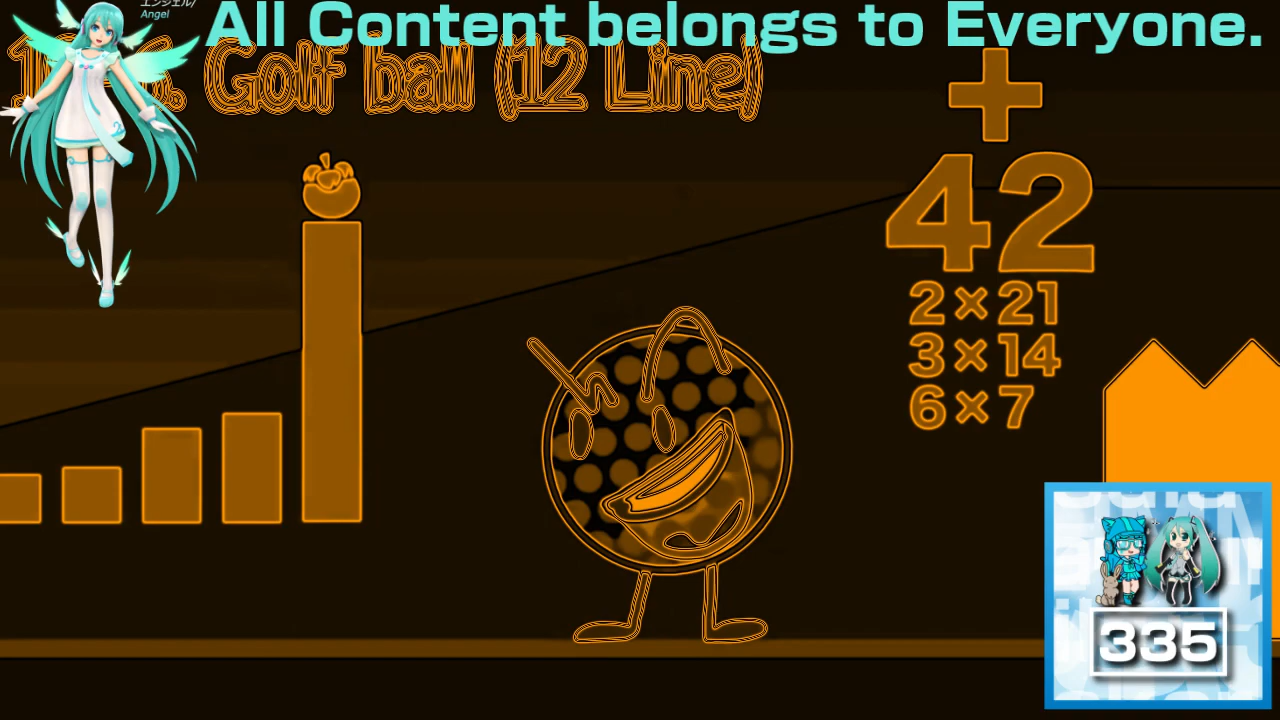 エンジェル/
Angel
All Content belongs to Everyone.
Golf ball (12 Line)
+
42
2×21
3×14
6×7
335